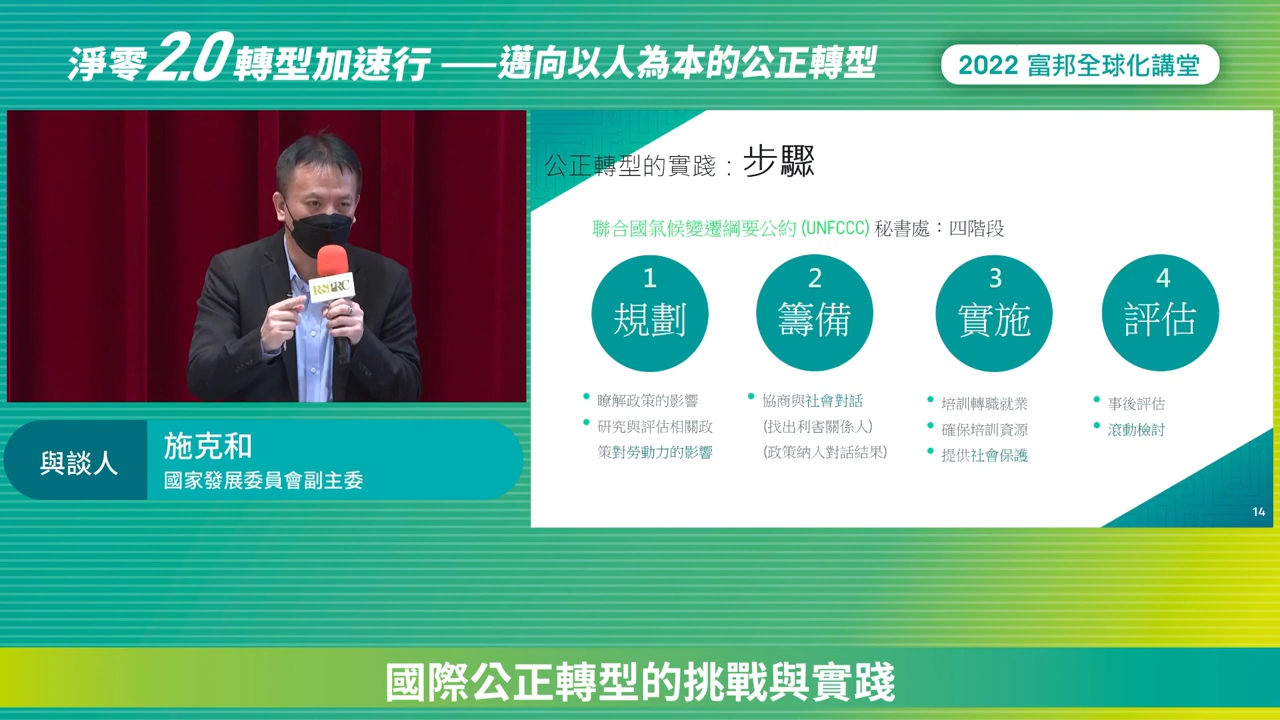 淨零2.0轉型加速行——邁向以人為本的公正轉型
2022 富邦全球化講堂
RSPRC
與談人
施克和
國家發展委員會副主委
公正轉型的實踐：步驟
聯合國氣候變遷綱要公約 (UNFCCC) 秘書處：四階段
1
規劃
瞭解政策的影響
研究與評估相關政
策對勞動力的影響
2
籌備
協商與社會對話
(找出利害關係人)
(政策納入對話結果)
3
實施
培訓轉職就業
確保培訓資源
提供社會保護
4
評估
事後評估
滾動檢討
14
國際公正轉型的挑戰與實踐